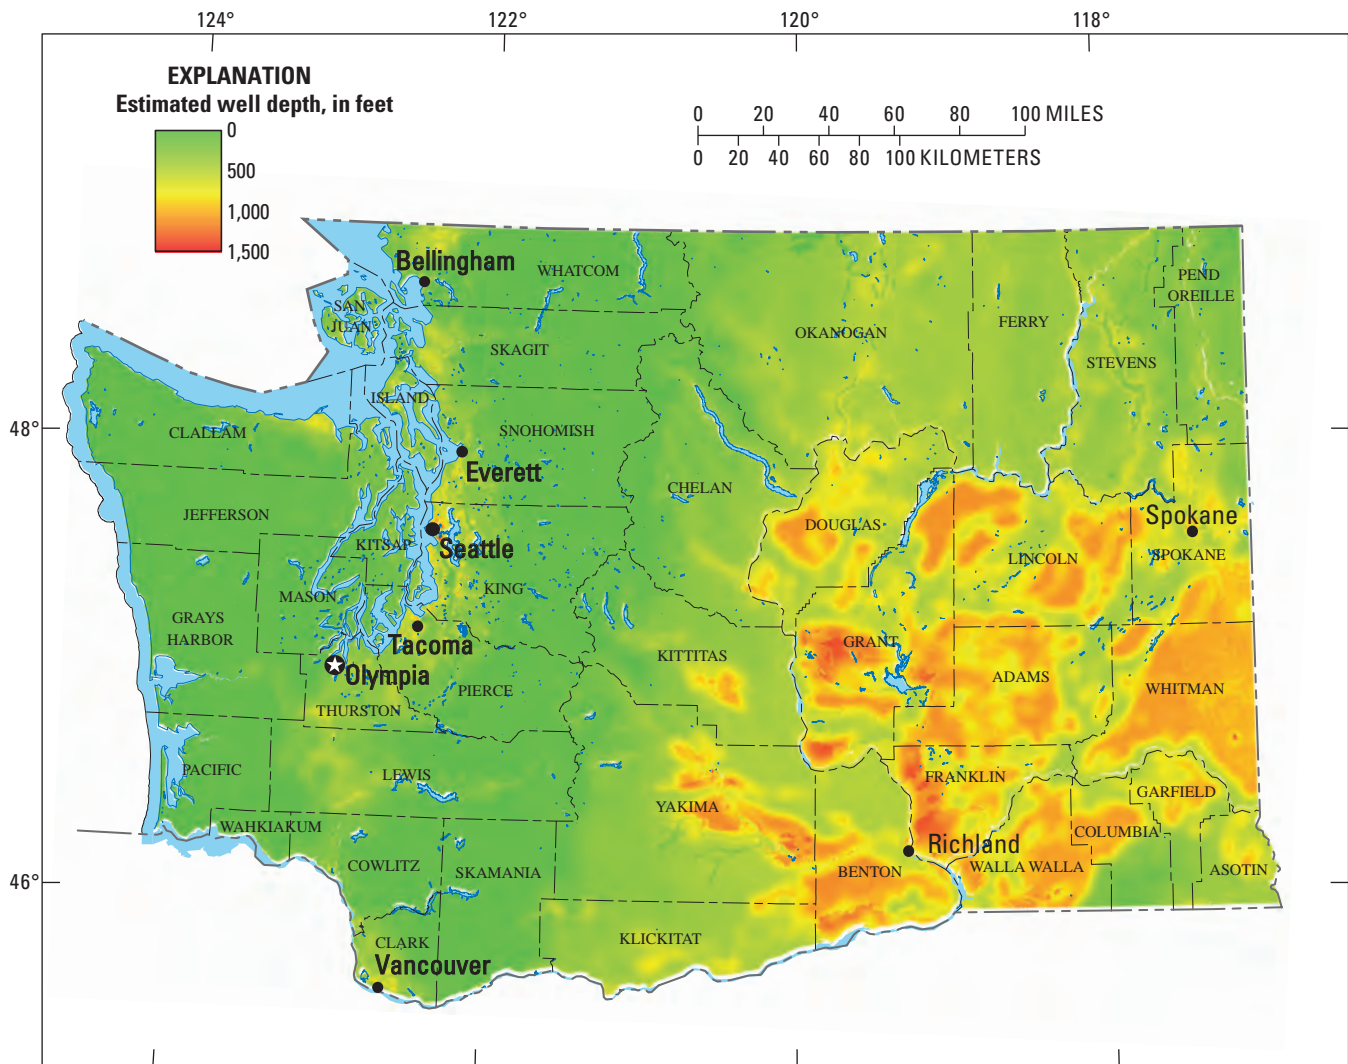 124°
122°
120°
118°
EXPLANATION
Estimated well depth, in feet
0
500
1,000
1,500
0 20 40 60 80 100 MILES
0 20 40 60 80 100 KILOMETERS
Bellingham
WHATCOM
PEND
OREILLE
SAN
JUAN
OKANOGAN
FERRY
SKAGIT
STEVENS
ISLAND
48°
CLALLAM
SNOHOMISH
Everett
CHELAN
JEFFERSON
DOUGLAS
Spokane
KITSAP
Seattle
LINCOLN
SPOKANE
MASON
KING
GRAYS
HARBOR
Tacoma
GRANT
KITTITAS
Olympia
ADAMS
PIERCE
WHITMAN
THURSTON
PACIFIC
LEWIS
FRANKLIN
GARFIELD
YAKIMA
WAHKIAKUM
COLUMBIA
Richland
COWLITZ
SKAMANIA
BENTON
WALLA WALLA
ASOTIN
46°
CLARK
KLICKITAT
Vancouver